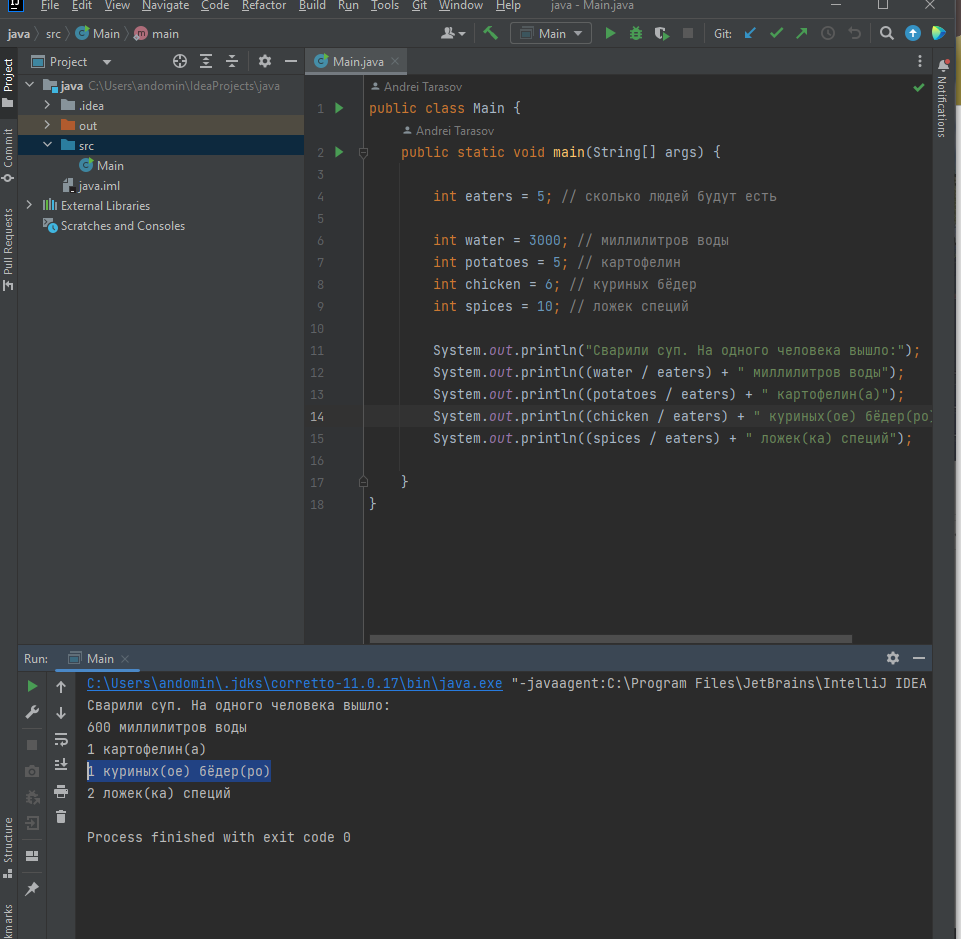 File Edit View Navigate Code Refactor Build Run Tools Git Window Help java - Main.java
java src Main main Main Git:
Project
Main.java
Project
Commit
Pull Requests
Structure
Notifications
java C:\Users\andomin\IdeaProjects\java
.idea
out
src
Main
java.iml
External Libraries
Scratches and Consoles
Andrei Tarasov
1 public class Main {
Andrei Tarasov
2 public static void main(String[] args) {
3
4 int eaters = 5; // сколько людей будут есть
5
6 int water = 3000; // миллилитров воды
7 int potatoes = 5; // картофелин
8 int chicken = 6; // куриных бёдер
9 int spices = 10; // ложек специй
10
11 System.out.println("Сварили суп. На одного человека вышло:");
12 System.out.println((water / eaters) + " миллилитров воды");
13 System.out.println((potatoes / eaters) + " картофелин(а)");
14 System.out.println((chicken / eaters) + " куриных(ое) бёдер(ро)
15 System.out.println((spices / eaters) + " ложек(ка) специй");
16
17 }
18 }
Run: Main
C:\Users\andomin\.jdks\corretto-11.0.17\bin\java.exe "-javaagent:C:\Program Files\JetBrains\IntelliJ IDEA
Сварили суп. На одного человека вышло:
600 миллилитров воды
1 картофелин(а)
1 куриных(ое) бёдер(ро)
2 ложек(ка) специй
Process finished with exit code 0